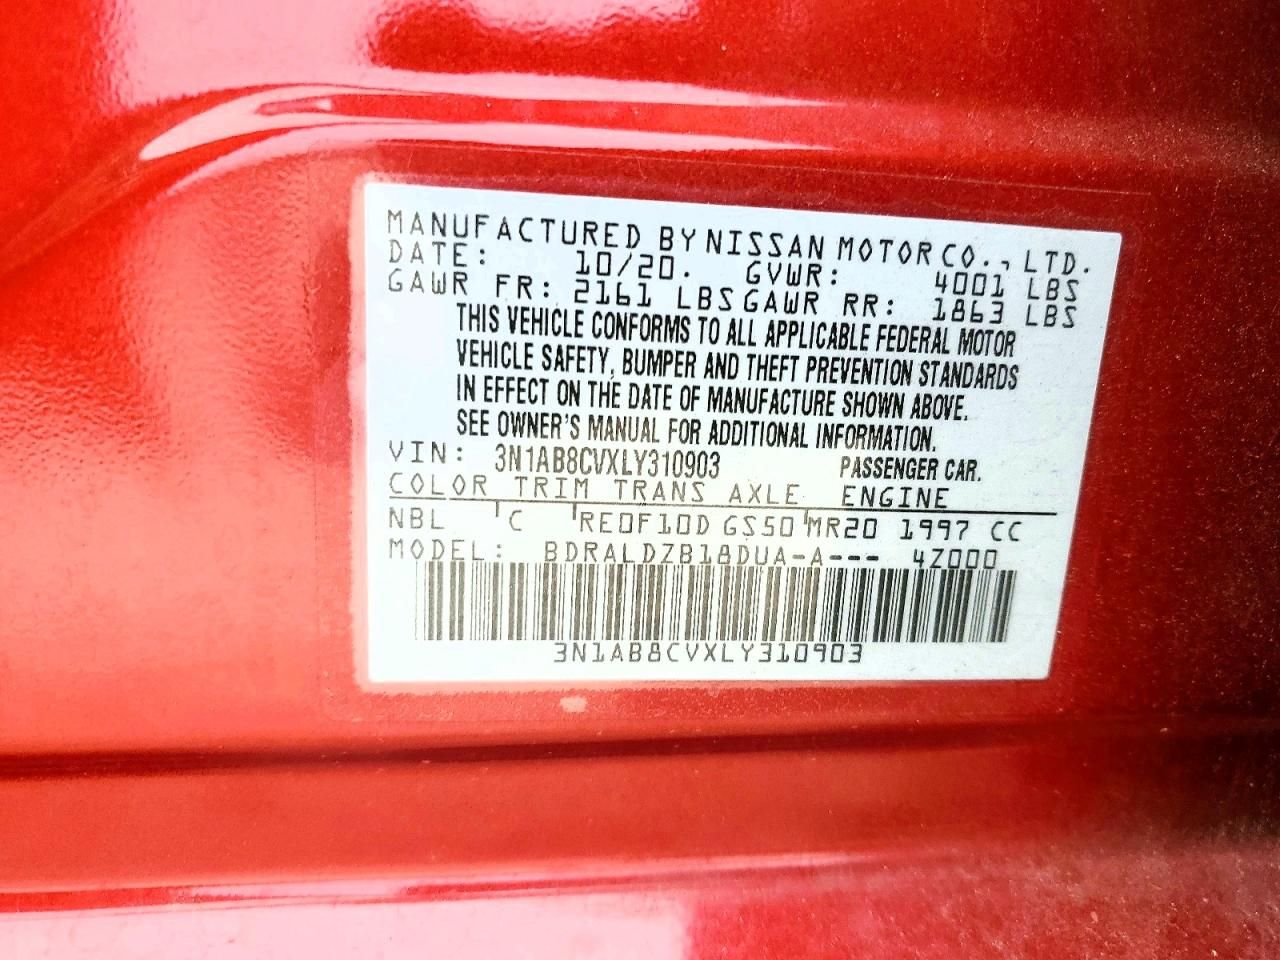 MANUFACTURED BY NISSAN MOTOR CO., LTD.
DATE: 10/20. GVWR: 4001 LBS
GAWR FR: 2161 LBS GAWR RR: 1863 LBS
THIS VEHICLE CONFORMS TO ALL APPLICABLE FEDERAL MOTOR
VEHICLE SAFETY, BUMPER AND THEFT PREVENTION STANDARDS
IN EFFECT ON THE DATE OF MANUFACTURE SHOWN ABOVE.
SEE OWNER'S MANUAL FOR ADDITIONAL INFORMATION.
VIN: 3N1AB8CVXLY310903 PASSENGER CAR.
COLOR TRIM TRANS AXLE ENGINE
NBL C RE0F10D GS50 MR20 1997 CC
MODEL: BDRALDZB18DUA-A--- 4Z000
3N1AB8CVXLY310903